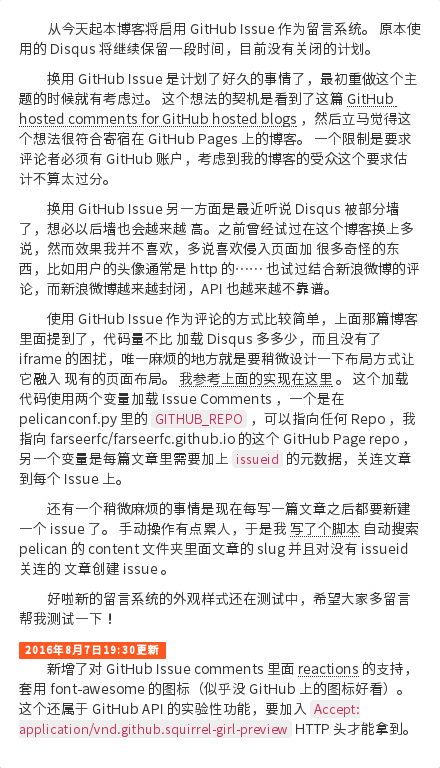 从今天起本博客将启用 GitHub Issue 作为留言系统。 原本使
用的 Disqus 将继续保留一段时间，目前没有关闭的计划。
换用 GitHub Issue 是计划了好久的事情了，最初重做这个主
题的时候就有考虑过。 这个想法的契机是看到了这篇 GitHub
hosted comments for GitHub hosted blogs ，然后立马觉得这
个想法很符合寄宿在 GitHub Pages 上的博客。 一个限制是要求
评论者必须有 GitHub 账户，考虑到我的博客的受众这个要求估
计不算太过分。
换用 GitHub Issue 另一方面是最近听说 Disqus 被部分墙
了，想必以后墙也会越来越 高。之前曾经试过在这个博客换上多
说，然而效果我并不喜欢，多说喜欢侵入页面加 很多奇怪的东
西，比如用户的头像通常是 http 的…… 也试过结合新浪微博的评
论，而新浪微博越来越封闭，API 也越来越不靠谱。
使用 GitHub Issue 作为评论的方式比较简单，上面那篇博客
里面提到了，代码量不比 加载 Disqus 多多少，而且没有了
iframe 的困扰，唯一麻烦的地方就是要稍微设计一下布局方式让
它融入 现有的页面布局。 我参考上面的实现在这里 。 这个加载
代码使用两个变量加载 Issue Comments ，一个是在
pelicanconf.py 里的 GITHUB_REPO ，可以指向任何 Repo ，我
指向 farseerfc/farseerfc.github.io 的这个 GitHub Page repo ，
另一个变量是每篇文章里需要加上 issueid 的元数据，关连文章
到每个 Issue 上。
还有一个稍微麻烦的事情是现在每写一篇文章之后都要新建
一个 issue 了。 手动操作有点累人，于是我 写了个脚本 自动搜索
pelican 的 content 文件夹里面文章的 slug 并且对没有 issueid
关连的 文章创建 issue 。
好啦新的留言系统的外观样式还在测试中，希望大家多留言
帮我测试一下！
2016年8月7日19:30更新
新增了对 GitHub Issue comments 里面 reactions 的支持，
套用 font-awesome 的图标（似乎没 GitHub 上的图标好看）。
这个还属于 GitHub API 的实验性功能，要加入 Accept:
application/vnd.github.squirrel-girl-preview HTTP 头才能拿到。